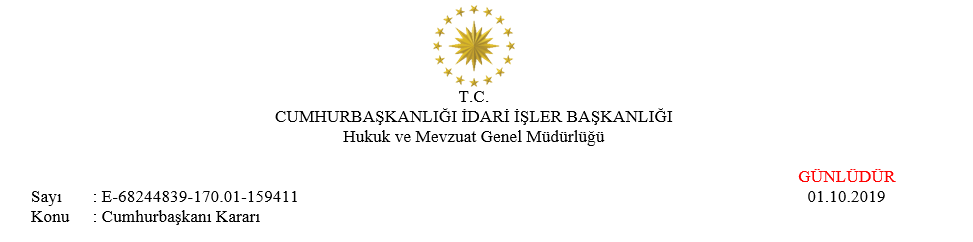 T.C.
CUMHURBAŞKANLIĞI İDARİ İŞLER BAŞKANLIĞI
Hukuk ve Mevzuat Genel Müdürlüğü
GÜNLÜDÜR
Sayı : E-68244839-170.01-159411 01.10.2019
Konu : Cumhurbaşkanı Kararı